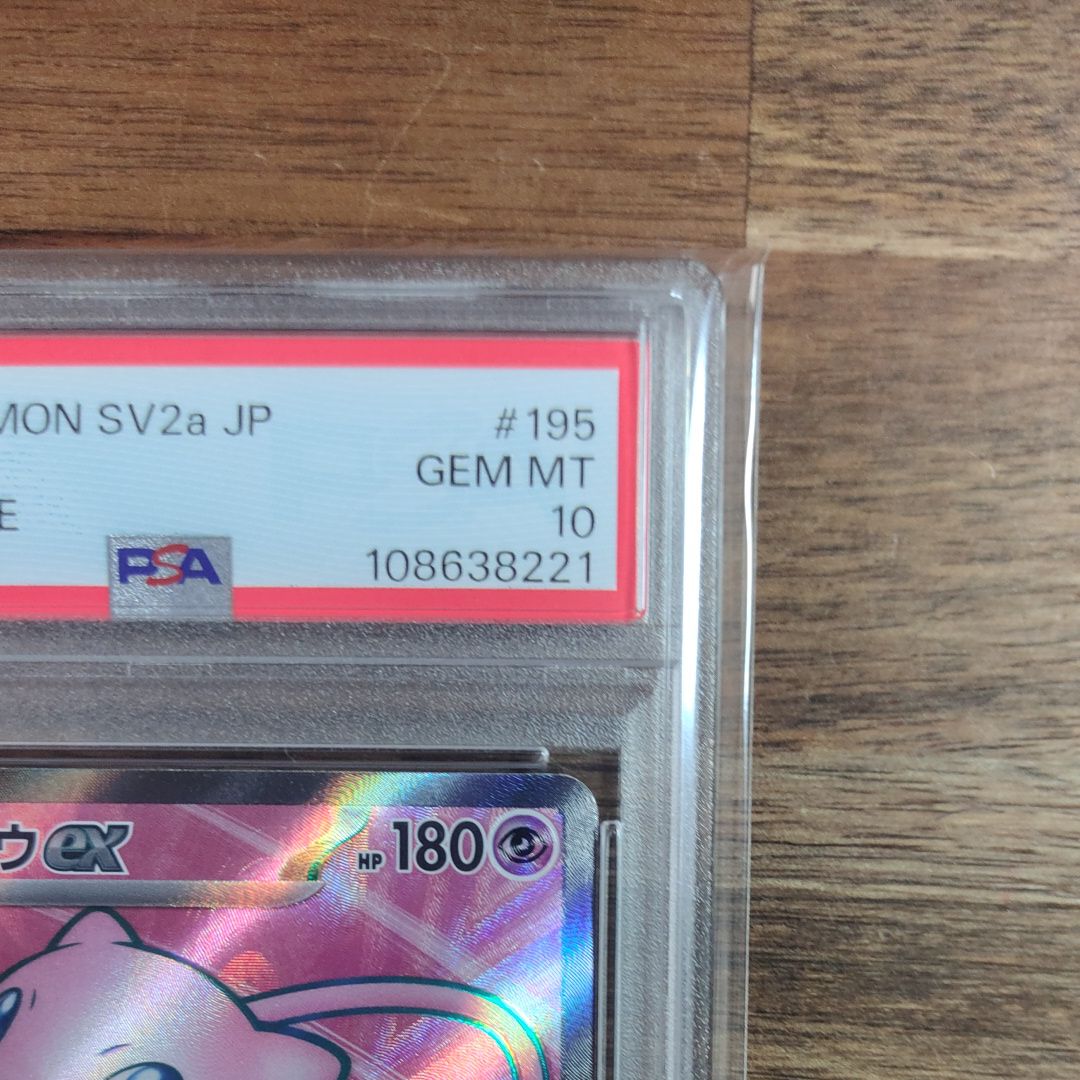 MON SV2a JP #195
GEM MT
E 10
PSA 108638221
ウex HP 180